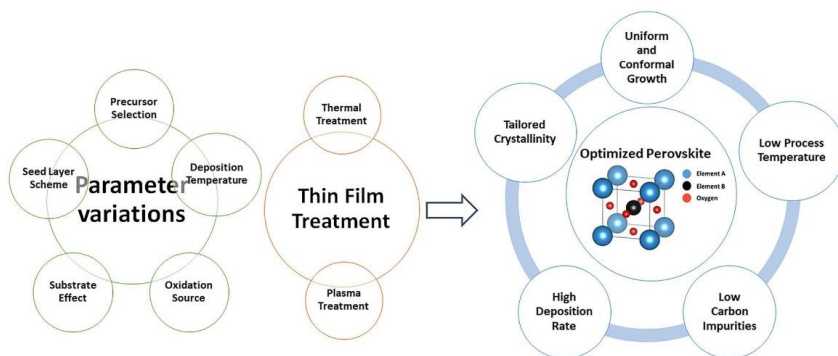 Precursor
Selection
Seed Layer
Scheme
Deposition
Temperature
Parameter
variations
Substrate
Effect
Oxidation
Source
Thermal
Treatment
Thin Film
Treatment
Plasma
Treatment
Uniform
and
Conformal
Growth
Tailored
Crystallinity
Low Process
Temperature
Optimized Perovskite
Element A
Element B
Oxygen
High
Deposition
Rate
Low
Carbon
Impurities